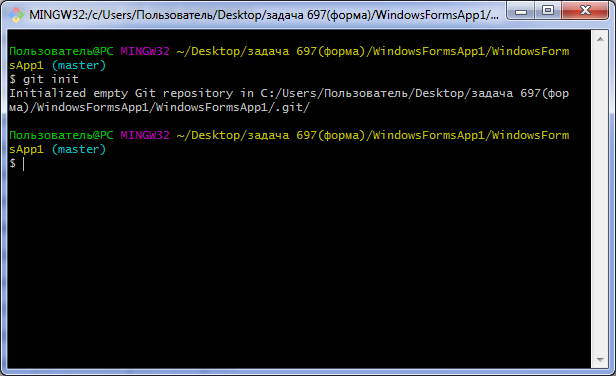 MINGW32:/c/Users/Пользователь/Desktop/задача 697(форма)/WindowsFormsApp1/...
Пользователь@PC MINGW32 ~/Desktop/задача 697(форма)/WindowsFormsApp1/WindowsForm
sApp1 (master)
$ git init
Initialized empty Git repository in C:/Users/Пользователь/Desktop/задача 697(фор
ма)/WindowsFormsApp1/WindowsFormsApp1/.git/
Пользователь@PC MINGW32 ~/Desktop/задача 697(форма)/WindowsFormsApp1/WindowsForm
sApp1 (master)
$